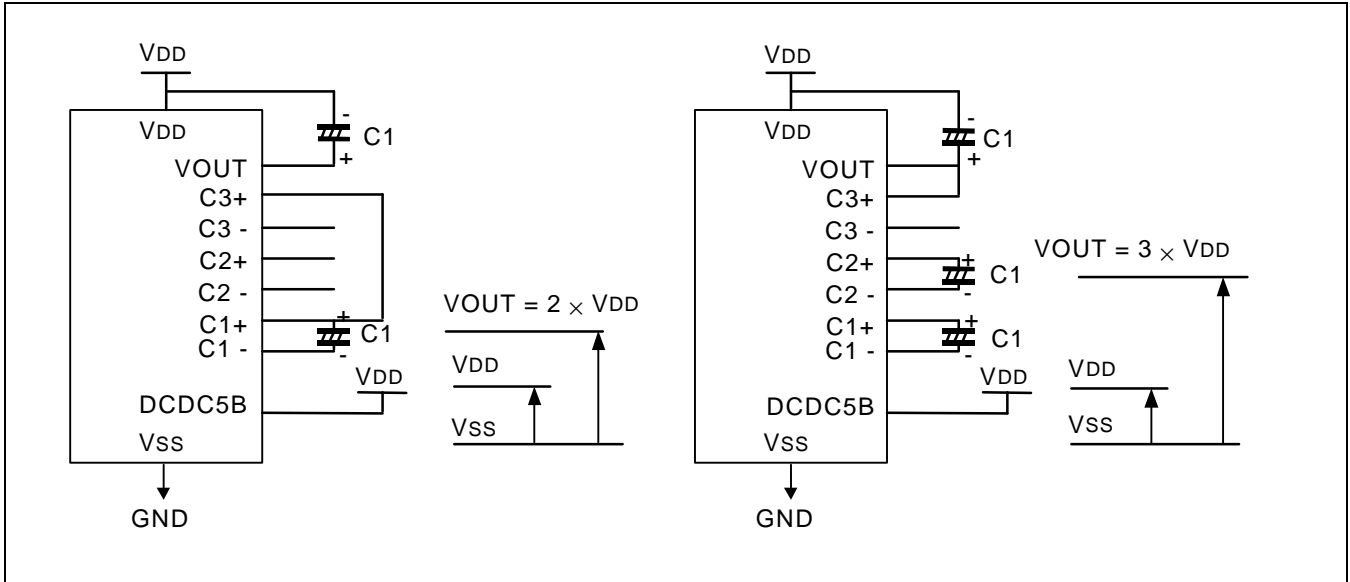 VDD
VDD
-
C1
+
VOUT
C3+
C3 -
C2+
C2 -
C1+
C1 -
+
C1
-
VDD
DCDC5B
VSS
GND
VOUT = 2 × VDD
VDD
VSS
VDD
VDD
-
C1
+
VOUT
C3+
C3 -
C2+
C2 -
+
C1
-
C1+
C1 -
+
C1
-
VDD
DCDC5B
VSS
GND
VOUT = 3 × VDD
VDD
VSS